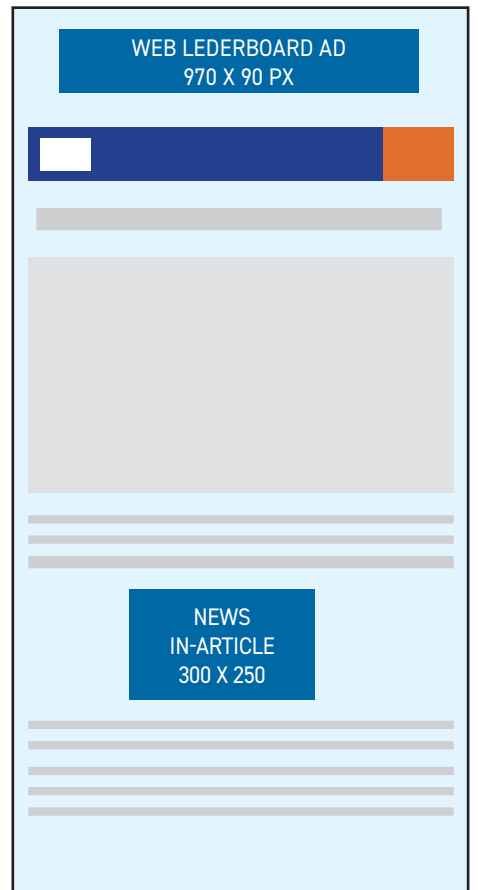 WEB LEDERBOARD AD
970 X 90 PX
NEWS
IN-ARTICLE
300 X 250